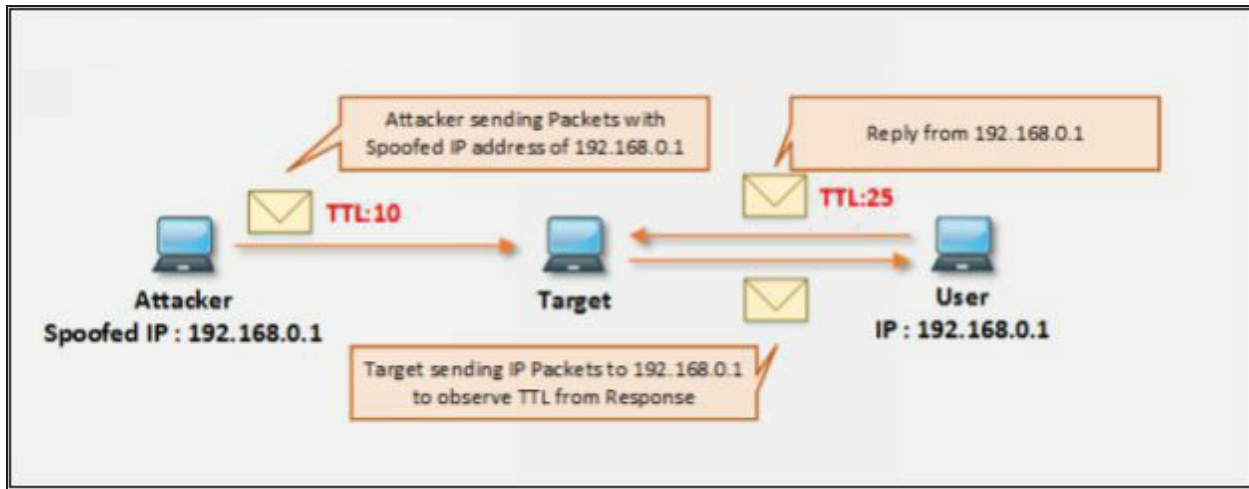 Attacker sending Packets with
Spoofed IP address of 192.168.0.1
Reply from 192.168.0.1
TTL:10
TTL:25
Attacker
Spoofed IP : 192.168.0.1
Target
User
IP : 192.168.0.1
Target sending IP Packets to 192.168.0.1
to observe TTL from Response